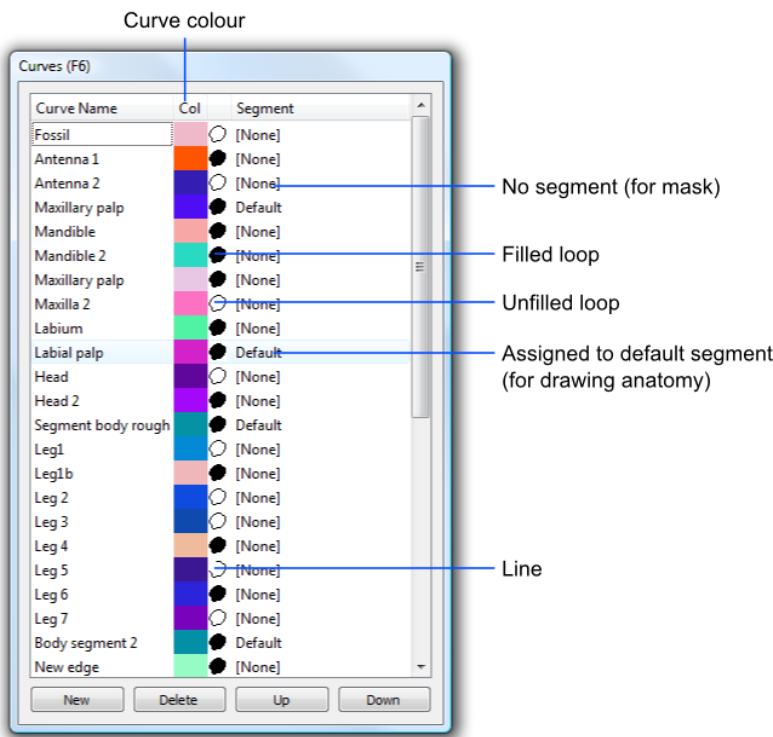 Curve colour
Curves (F6)
Curve Name Col Segment
Fossil [None]
Antenna 1 [None]
Antenna 2 [None]
No segment (for mask)
Maxillary palp Default
Mandible [None]
Mandible 2 [None]
Filled loop
Maxillary palp [None]
Maxilla 2 [None]
Unfilled loop
Labium [None]
Labial palp Default
Assigned to default segment
(for drawing anatomy)
Head [None]
Head 2 [None]
Segment body rough Default
Leg1 [None]
Leg1b [None]
Leg 2 [None]
Leg 3 [None]
Leg 4 [None]
Leg 5 [None]
Line
Leg 6 [None]
Leg 7 [None]
Body segment 2 Default
New edge [None]
New Delete Up Down